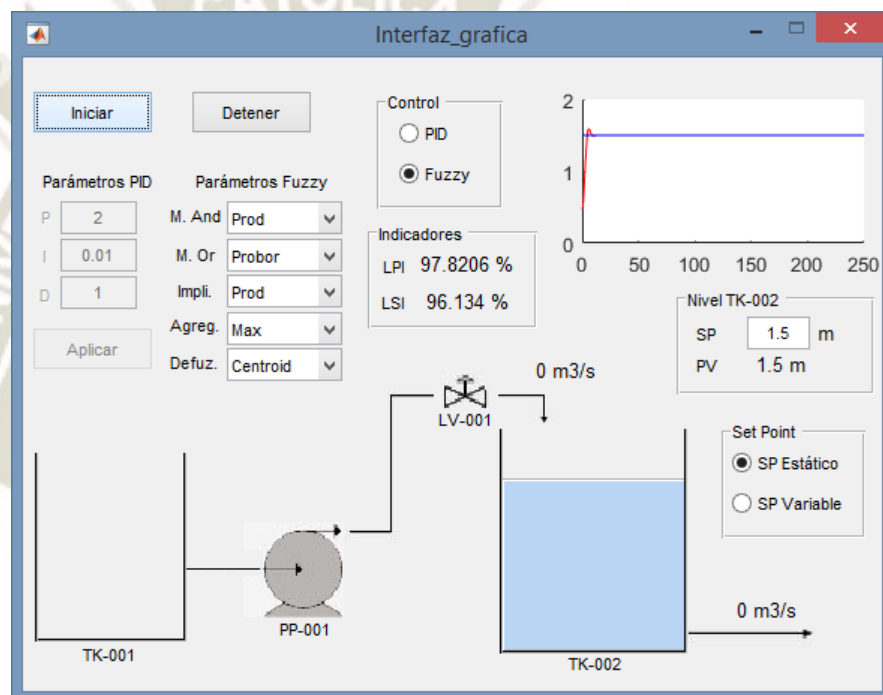 CATOLICA
Interfaz_grafica
Iniciar
Detener
Control
PID
Fuzzy
2
1
0
0 50 100 150 200 250
Parámetros PID
P 2
I 0.01
D 1
Aplicar
Parámetros Fuzzy
M. And Prod
M. Or Probor
Impli. Prod
Agreg. Max
Defuz. Centroid
Indicadores
LPI 97.8206 %
LSI 96.134 %
Nivel TK-002
SP 1.5 m
PV 1.5 m
0 m3/s
LV-001
Set Point
SP Estático
SP Variable
PP-001
TK-001
0 m3/s
TK-002